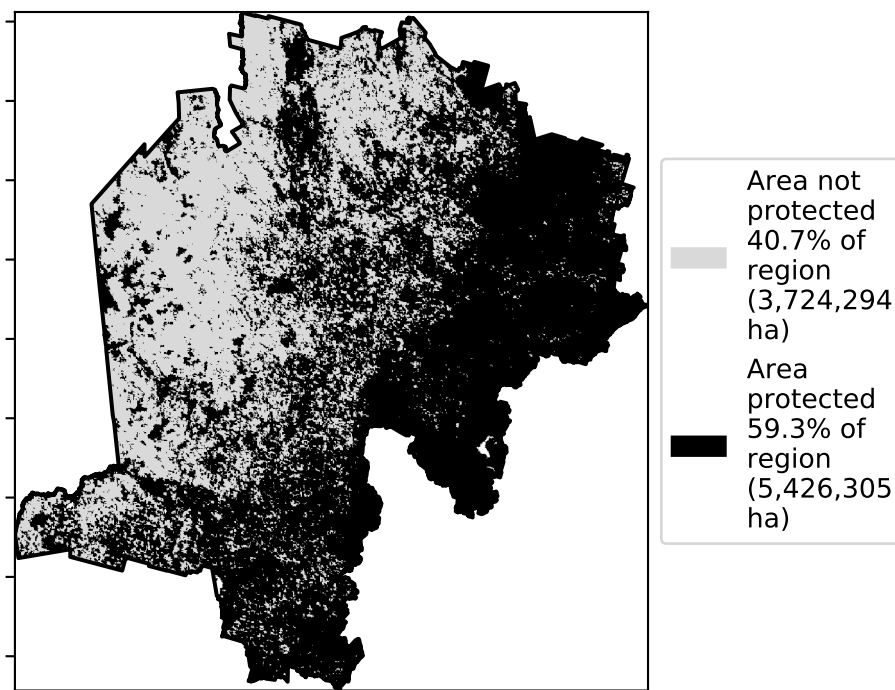 Area not
protected
40.7% of
region
(3,724,294
ha)
Area
protected
59.3% of
region
(5,426,305
ha)